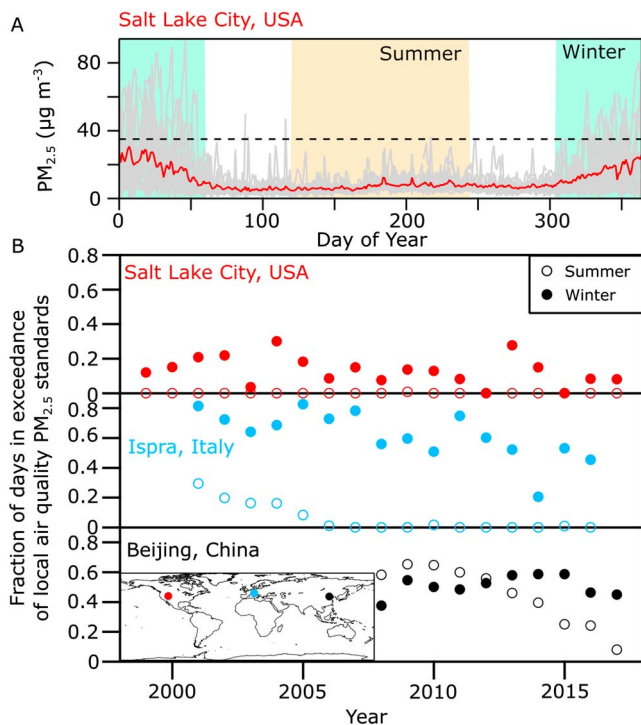 A
Salt Lake City, USA
Summer
Winter
PM2.5 (µg m-3)
80
40
0
0
100
200
300
Day of Year
B
Fraction of days in exceedance
of local air quality PM2.5 standards
0.8
Salt Lake City, USA
Summer
Winter
0.6
0.4
0.2
0
0.8
0.6
Ispra, Italy
0.4
0.2
0
0.8
Beijing, China
0.6
0.4
0.2
0
2000
2005
2010
2015
Year